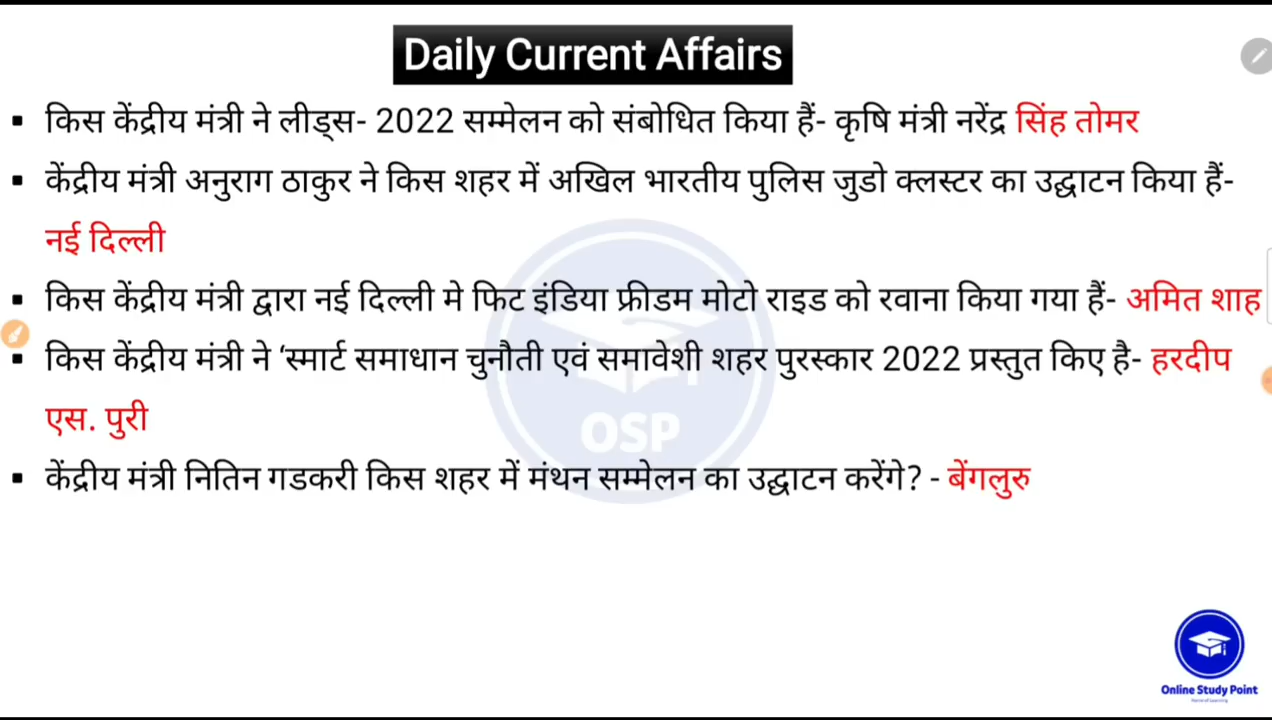 Daily Current Affairs
▪ किस केंद्रीय मंत्री ने लीड्स- 2022 सम्मेलन को संबोधित किया हैं- कृषि मंत्री नरेंद्र सिंह तोमर
▪ केंद्रीय मंत्री अनुराग ठाकुर ने किस शहर में अखिल भारतीय पुलिस जुडो क्लस्टर का उद्घाटन किया हैं-
नई दिल्ली
▪ किस केंद्रीय मंत्री द्वारा नई दिल्ली मे फिट इंडिया फ्रीडम मोटो राइड को रवाना किया गया हैं- अमित शाह
▪ किस केंद्रीय मंत्री ने ‘स्मार्ट समाधान चुनौती एवं समावेशी शहर पुरस्कार 2022 प्रस्तुत किए है- हरदीप
एस. पुरी
OSP
▪ केंद्रीय मंत्री नितिन गडकरी किस शहर में मंथन सम्मेलन का उद्घाटन करेंगे? - बेंगलुरु
Online Study Point